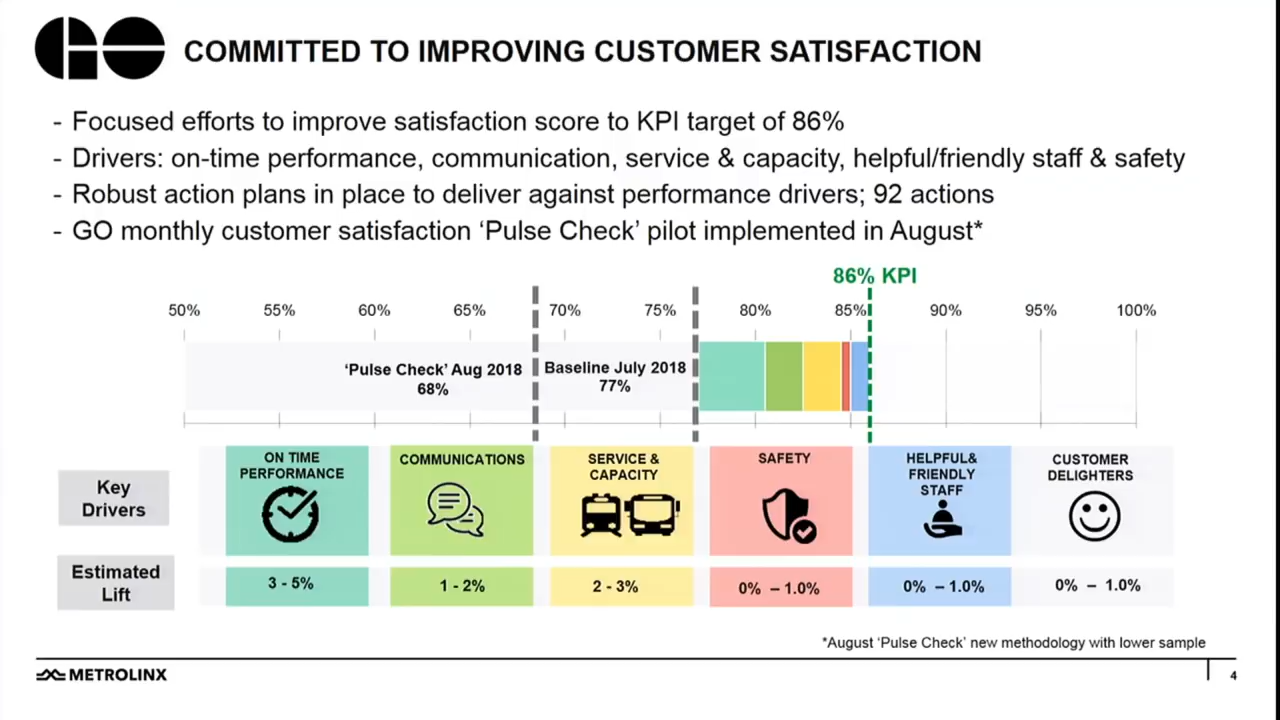 GO COMMITTED TO IMPROVING CUSTOMER SATISFACTION
- Focused efforts to improve satisfaction score to KPI target of 86%
- Drivers: on-time performance, communication, service & capacity, helpful/friendly staff & safety
- Robust action plans in place to deliver against performance drivers; 92 actions
- GO monthly customer satisfaction ‘Pulse Check’ pilot implemented in August*
86% KPI
50% 55% 60% 65% 70% 75% 80% 85% 90% 95% 100%
‘Pulse Check’ Aug 2018
68%
Baseline July 2018
77%
Key
Drivers
ON TIME
PERFORMANCE
COMMUNICATIONS
SERVICE &
CAPACITY
SAFETY
HELPFUL&
FRIENDLY
STAFF
CUSTOMER
DELIGHTERS
Estimated
Lift
3 - 5%
1 - 2%
2 - 3%
0% – 1.0%
0% – 1.0%
0% – 1.0%
*August ‘Pulse Check’ new methodology with lower sample
METROLINX
4